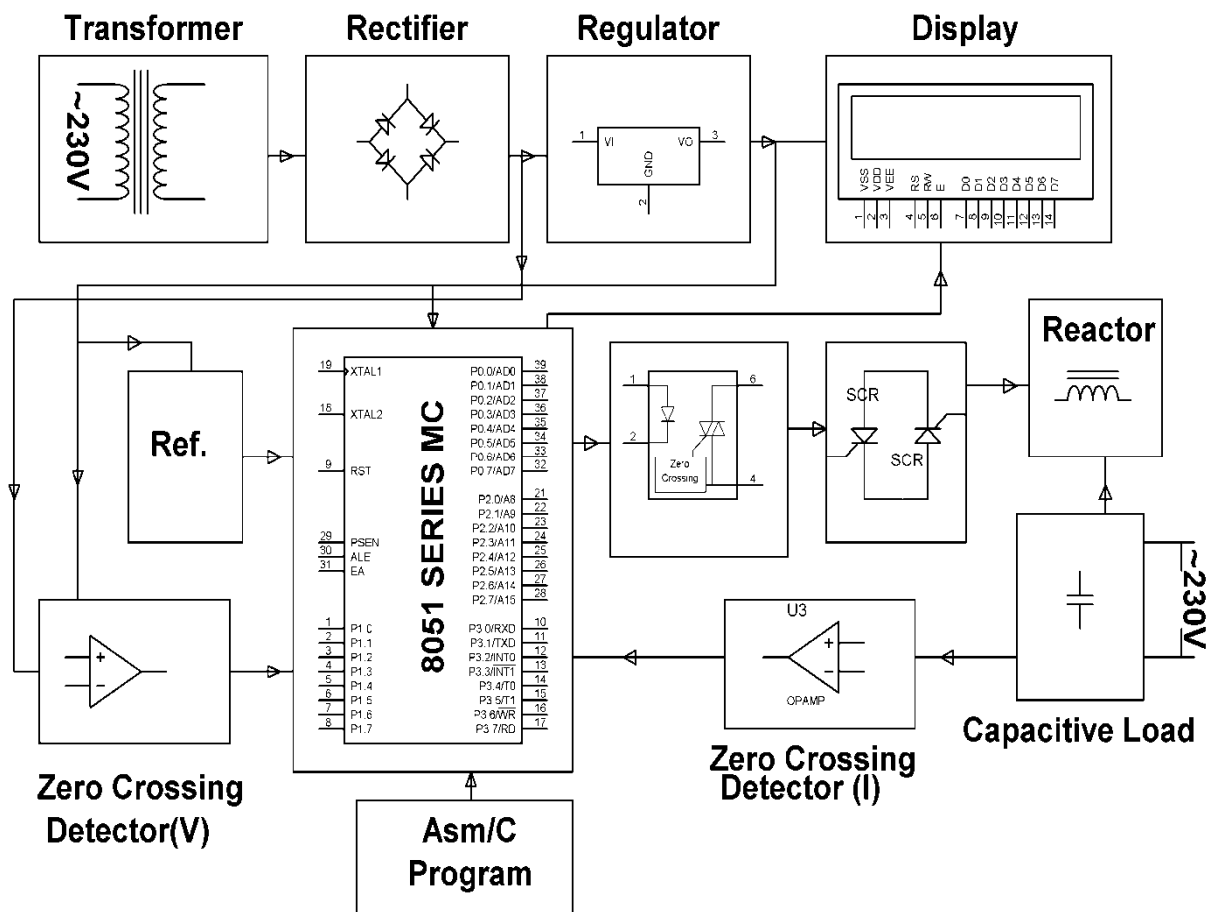 Transformer
Rectifier
Regulator
Display
~230V
1
VI
VO
3
GND
2
VSS
VDD
VEE
RS
RW
E
D0
D1
D2
D3
D4
D5
D6
D7
1
2
3
4
5
6
7
8
9
10
11
12
13
14
Ref.
19
XTAL1
18
XTAL2
9
RST
29
PSEN
30
ALE
31
EA
1
P1.0
2
P1.1
3
P1.2
4
P1.3
5
P1.4
6
P1.5
7
P1.6
8
P1.7
8051 SERIES MC
P0.0/AD0
39
P0.1/AD1
38
P0.2/AD2
37
P0.3/AD3
36
P0.4/AD4
35
P0.5/AD5
34
P0.6/AD6
33
P0.7/AD7
32
P2.0/A8
21
P2.1/A9
22
P2.2/A10
23
P2.3/A11
24
P2.4/A12
25
P2.5/A13
26
P2.6/A14
27
P2.7/A15
28
P3.0/RXD
10
P3.1/TXD
11
P3.2/INT0
12
P3.3/INT1
13
P3.4/T0
14
P3.5/T1
15
P3.6/WR
16
P3.7/RD
17
1
2
6
4
Zero
Crossing
SCR
SCR
Reactor
~230V
Capacitive Load
U3
OPAMP
Zero Crossing
Detector (I)
Zero Crossing
Detector(V)
Asm/C
Program